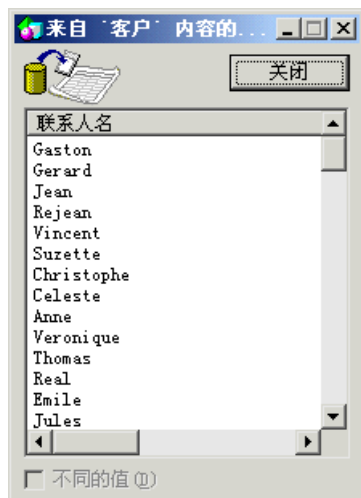 来自 '客户' 内容的...
关闭
联系人名
Gaston
Gerard
Jean
Rejean
Vincent
Suzette
Christophe
Celeste
Anne
Veronique
Thomas
Real
Emile
Jules
不同的值(D)